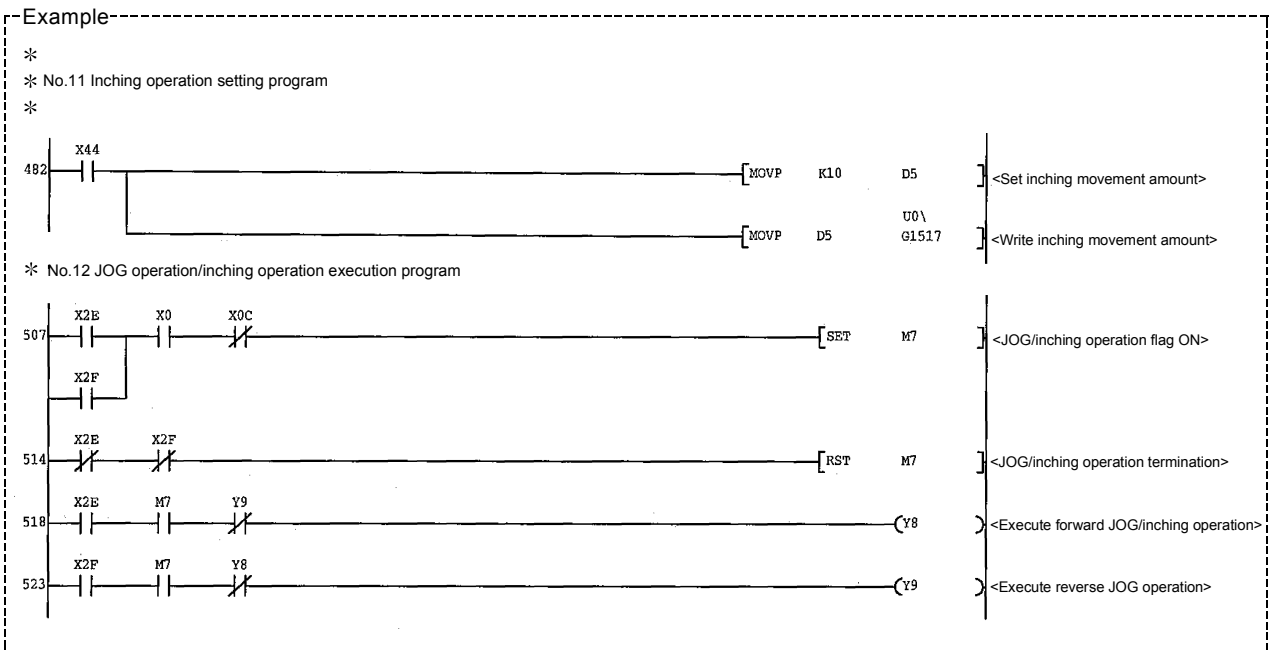 Example
*
* No.11 Inching operation setting program
*
X44
482 MOVP K10 D5 <Set inching movement amount>
U0\
MOVP D5 G1517 <Write inching movement amount>
* No.12 JOG operation/inching operation execution program
X2E X0 X0C
507 SET M7 <JOG/inching operation flag ON>
X2F
X2E X2F
514 RST M7 <JOG/inching operation termination>
X2E M7 Y9
518 Y8 <Execute forward JOG/inching operation>
X2F M7 Y8
523 Y9 <Execute reverse JOG operation>